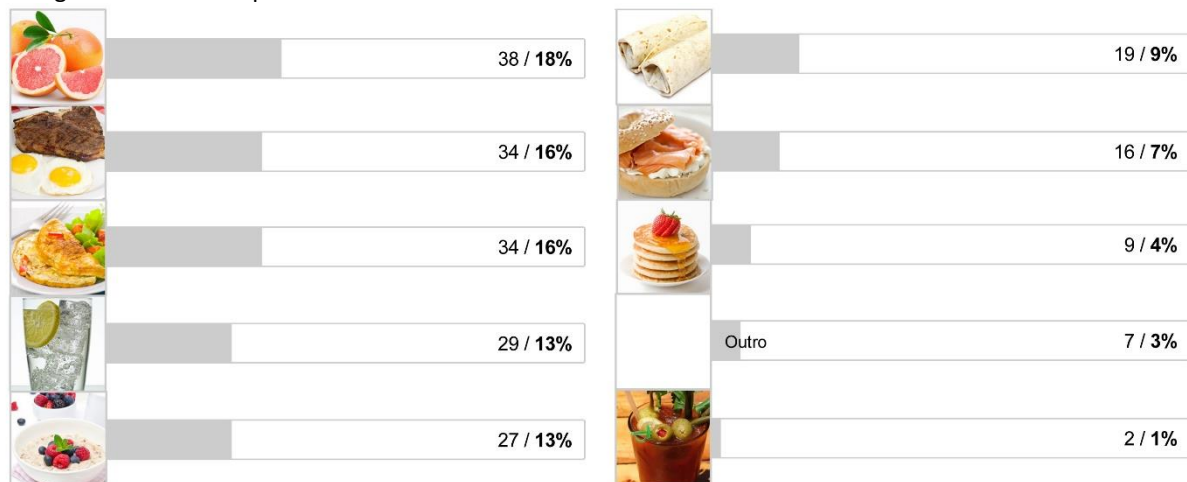 38 / 18%
34 / 16%
34 / 16%
29 / 13%
27 / 13%
19 / 9%
16 / 7%
9 / 4%
Outro 7 / 3%
2 / 1%